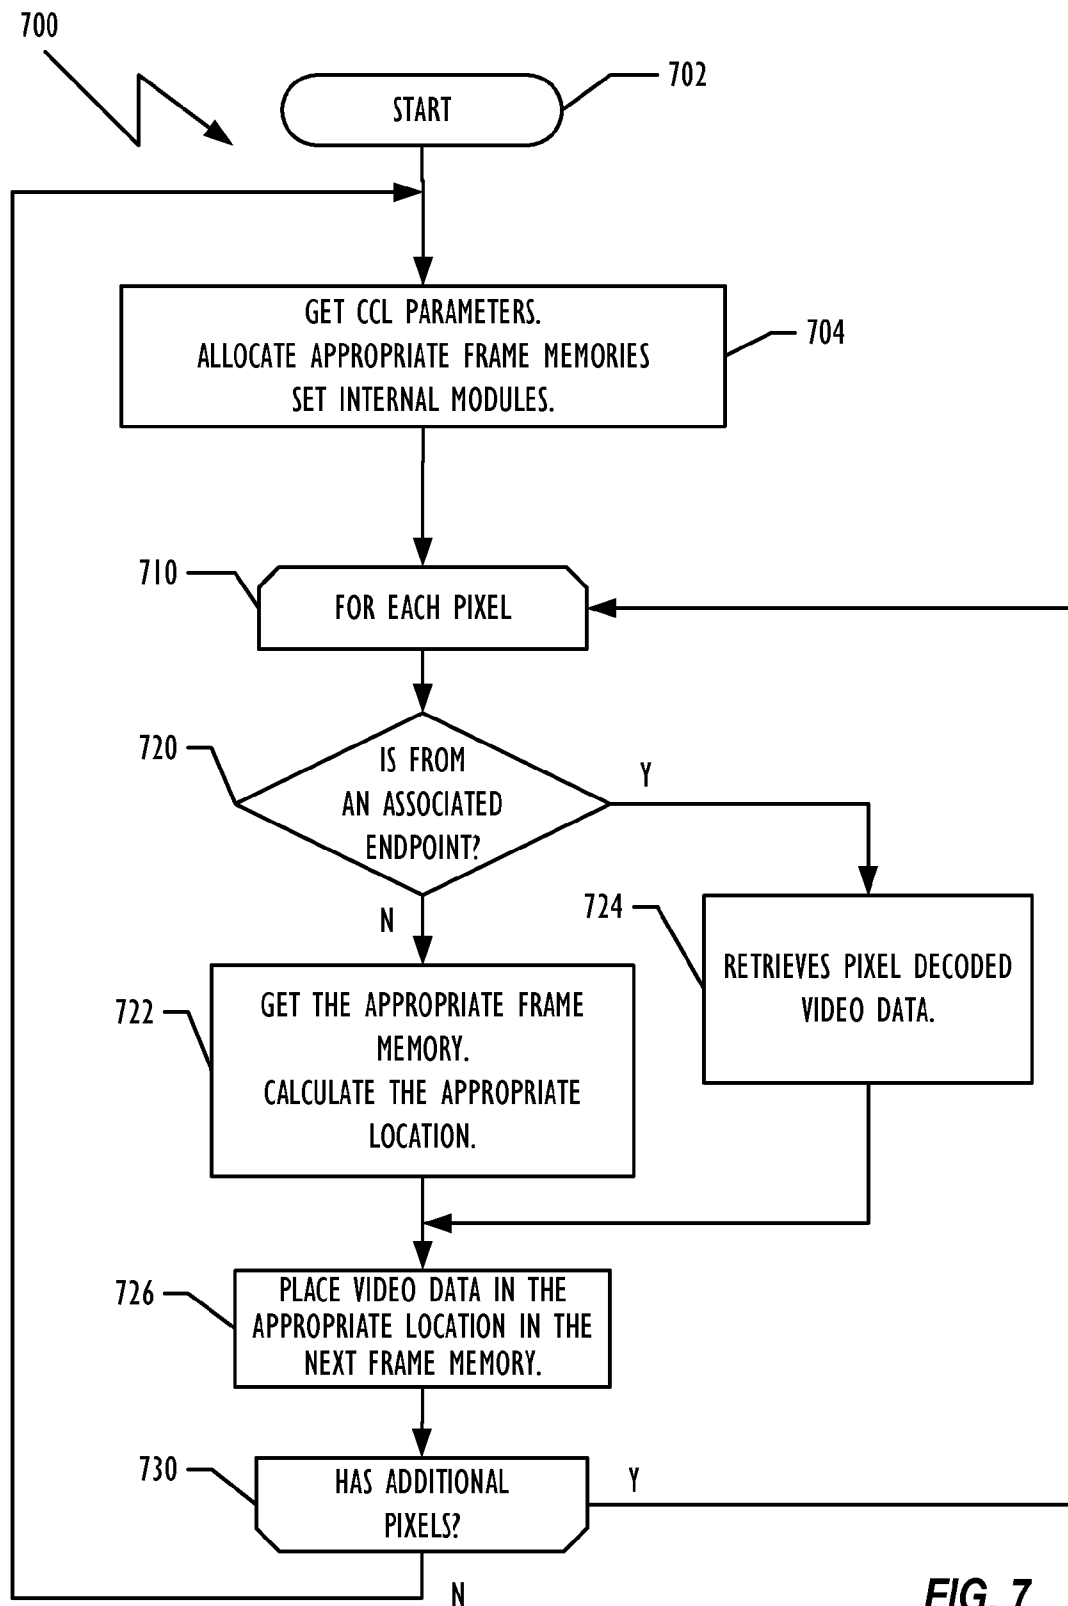 700
702
START
GET CCL PARAMETERS.
ALLOCATE APPROPRIATE FRAME MEMORIES
SET INTERNAL MODULES.
704
710
FOR EACH PIXEL
720
IS FROM
AN ASSOCIATED
ENDPOINT?
Y
N
724
RETRIEVES PIXEL DECODED
VIDEO DATA.
722
GET THE APPROPRIATE FRAME
MEMORY.
CALCULATE THE APPROPRIATE
LOCATION.
726
PLACE VIDEO DATA IN THE
APPROPRIATE LOCATION IN THE
NEXT FRAME MEMORY.
730
HAS ADDITIONAL
PIXELS?
Y
N
FIG. 7